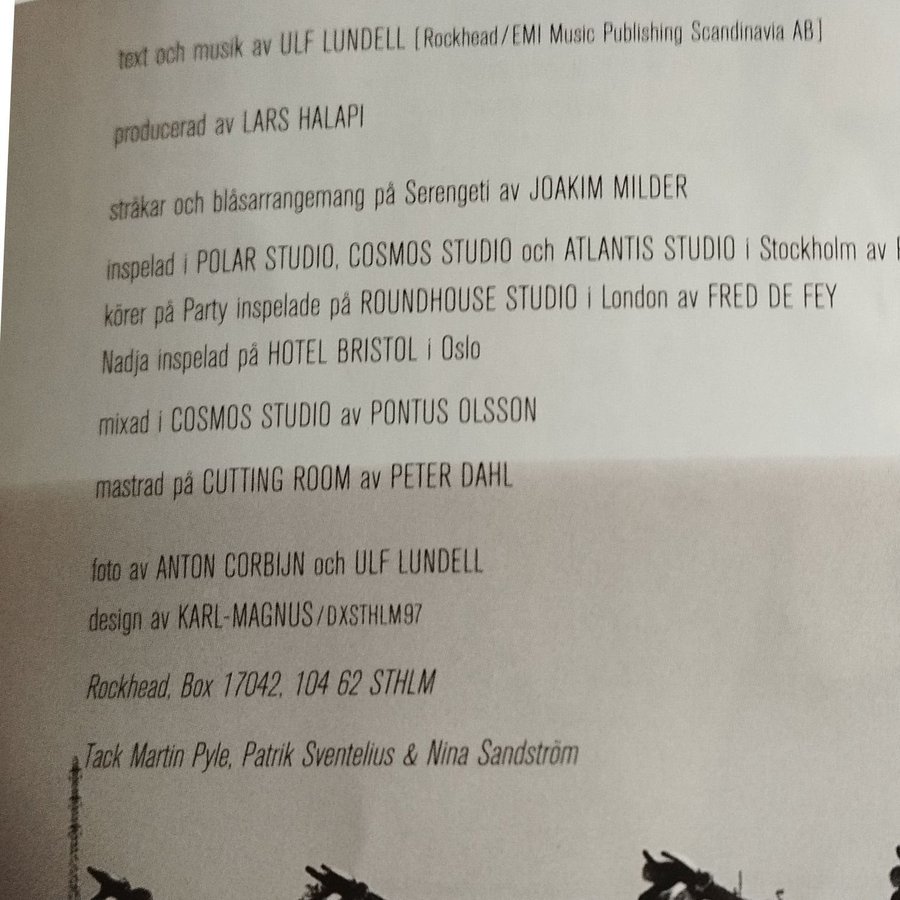 text och musik av ULF LUNDELL [Rockhead/EMI Music Publishing Scandinavia AB]
producerad av LARS HALAPI
stråkar och blåsarrangemang på Serengeti av JOAKIM MILDER
inspelad i POLAR STUDIO, COSMOS STUDIO och ATLANTIS STUDIO i Stockholm av
körer på Party inspelade på ROUNDHOUSE STUDIO i London av FRED DE FEY
Nadja inspelad på HOTEL BRISTOL i Oslo
mixad i COSMOS STUDIO av PONTUS OLSSON
mastrad på CUTTING ROOM av PETER DAHL
foto av ANTON CORBIJN och ULF LUNDELL
design av KARL-MAGNUS/DXSTHLM97
Rockhead, Box 17042, 104 62 STHLM
Tack Martin Pyle, Patrik Sventelius & Nina Sandström